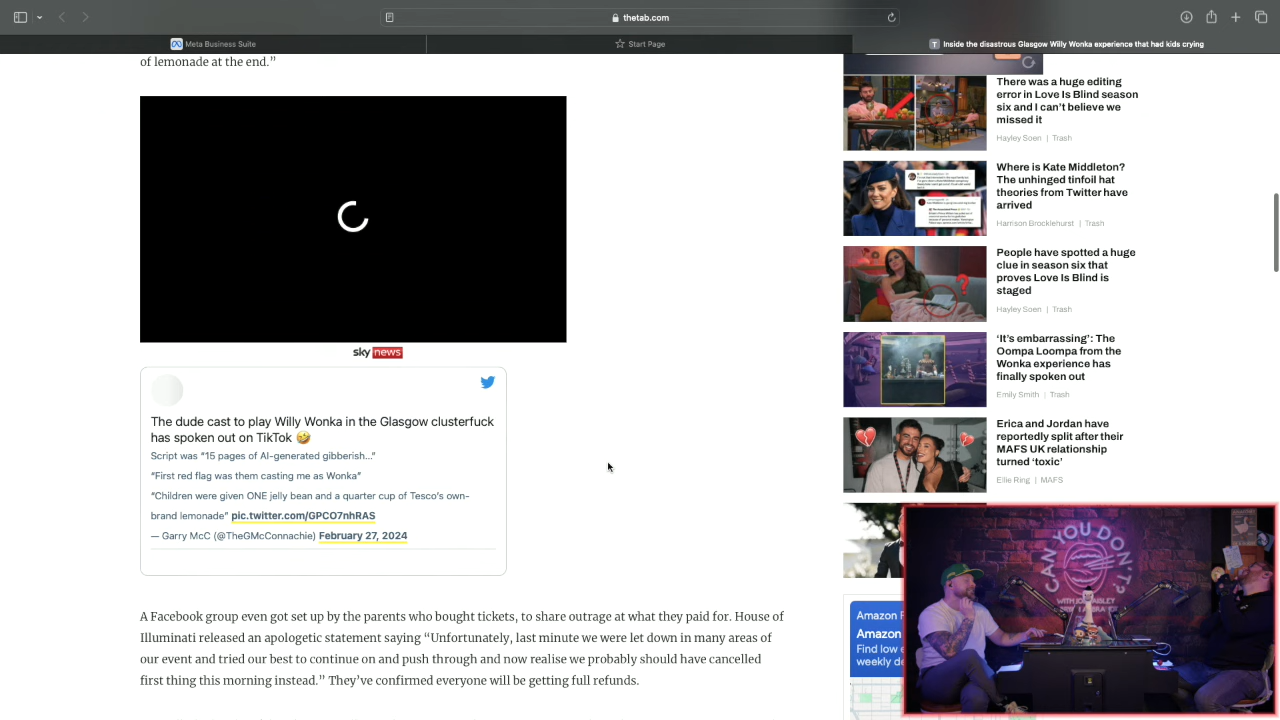 thetab.com
Meta Business Suite
Start Page
T Inside the disastrous Glasgow Willy Wonka experience that had kids crying
of lemonade at the end.”
sky news
The dude cast to play Willy Wonka in the Glasgow clusterfuck
has spoken out on TikTok 🤣
Script was “15 pages of AI-generated gibberish...”
“First red flag was them casting me as Wonka”
“Children were given ONE jelly bean and a quarter cup of Tesco’s own-
brand lemonade” pic.twitter.com/GPCO7nhRAS
— Garry McC (@TheGMcConnachie) February 27, 2024
A Facebook group even got set up by the parents who bought tickets, to share outrage at what they paid for. House of
Illuminati released an apologetic statement saying “Unfortunately, last minute we were let down in many areas of
our event and tried our best to continue on and push through and now realise we probably should have cancelled
first thing this morning instead.” They’ve confirmed everyone will be getting full refunds.
There was a huge editing
error in Love Is Blind season
six and I can’t believe we
missed it
Hayley Soen | Trash
Where is Kate Middleton?
The unhinged tinfoil hat
theories from Twitter have
arrived
Harrison Brocklehurst | Trash
People have spotted a huge
clue in season six that
proves Love Is Blind is
staged
Hayley Soen | Trash
‘It’s embarrassing’: The
Oompa Loompa from the
Wonka experience has
finally spoken out
Emily Smith | Trash
Erica and Jordan have
reportedly split after their
MAFS UK relationship
turned ‘toxic’
Ellie Ring | MAFS
Amazon F
Amazon
Find low
weekly de
CAN YOU DON'T?